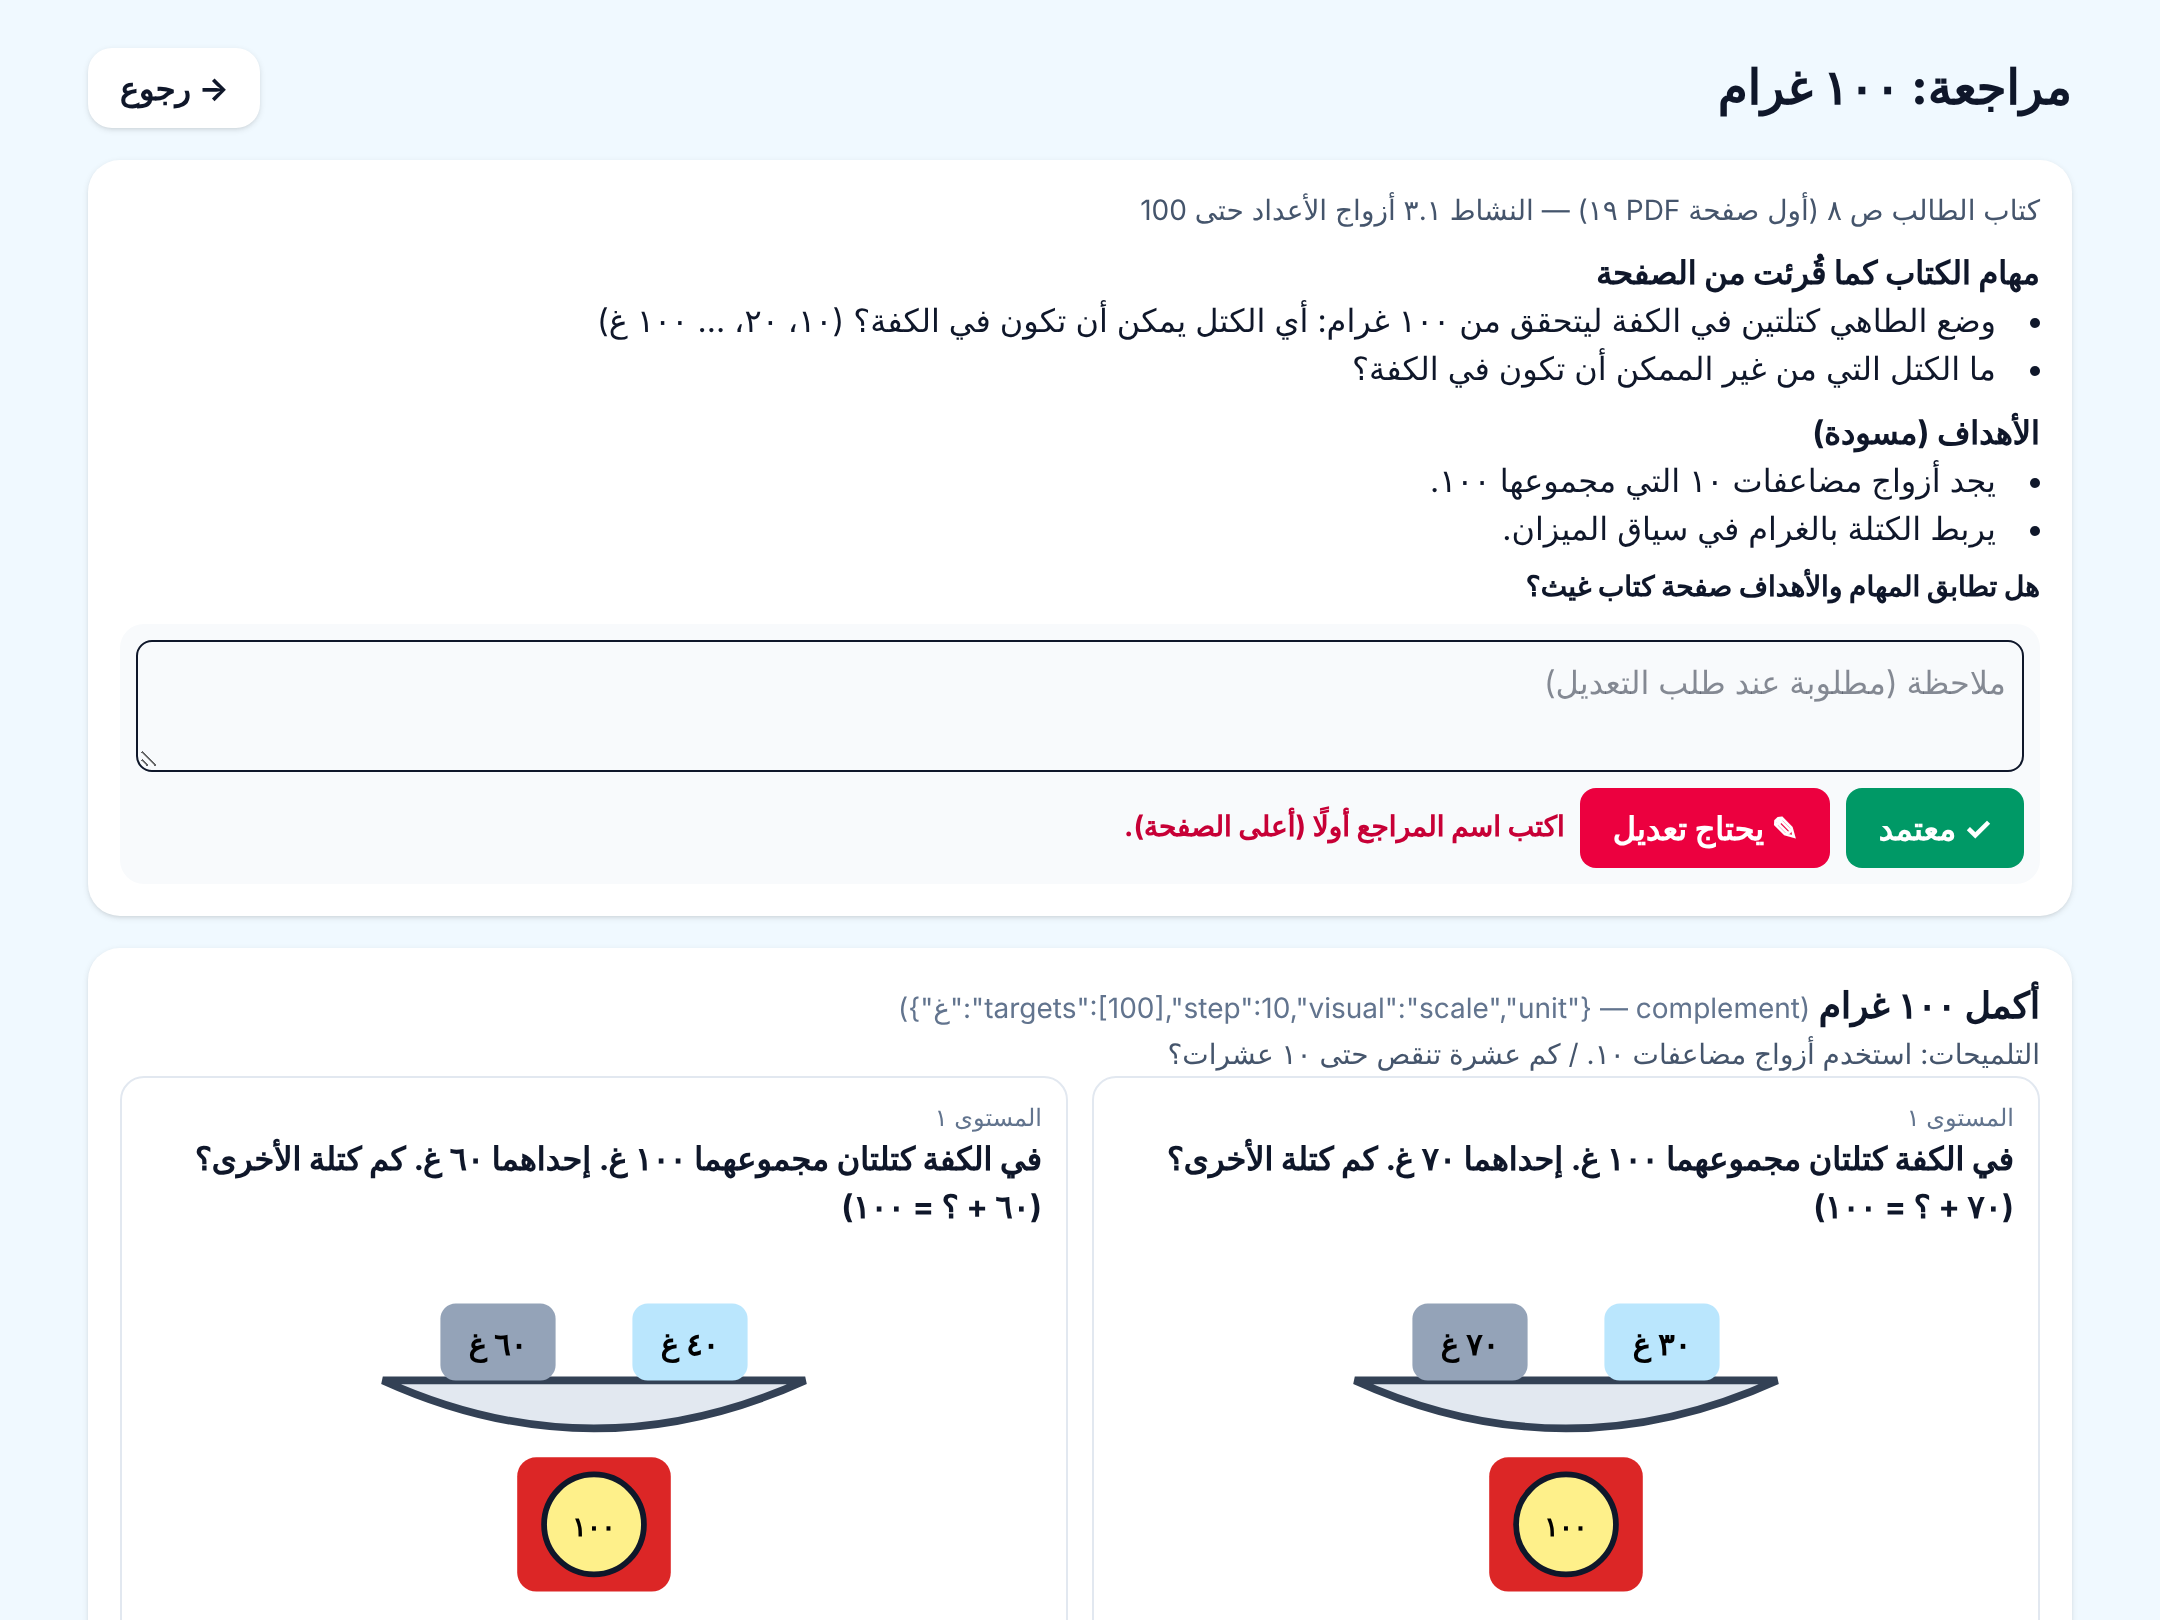 مراجعة: ١٠٠ غرام
→ رجوع
كتاب الطالب ص ٨ (أول صفحة PDF ١٩) — النشاط ٣.١ أزواج الأعداد حتى 100
مهام الكتاب كما قُرئت من الصفحة
• وضع الطاهي كتلتين في الكفة ليتحقق من ١٠٠ غرام: أي الكتل يمكن أن تكون في الكفة؟ (١٠، ٢٠، ... ١٠٠ غ)
• ما الكتل التي من غير الممكن أن تكون في الكفة؟
الأهداف (مسودة)
• يجد أزواج مضاعفات ١٠ التي مجموعها ١٠٠.
• يربط الكتلة بالغرام في سياق الميزان.
هل تطابق المهام والأهداف صفحة كتاب غيث؟
ملاحظة (مطلوبة عند طلب التعديل)
✓ معتمد
✎ يحتاج تعديل
اكتب اسم المراجع أولًا (أعلى الصفحة).
أكمل ١٠٠ غرام (complement — {"targets":[100],"step":10,"visual":"scale","unit":"غ"})
التلميحات: استخدم أزواج مضاعفات ١٠. / كم عشرة تنقص حتى ١٠ عشرات؟
المستوى ١
في الكفة كتلتان مجموعهما ١٠٠ غ. إحداهما ٧٠ غ. كم كتلة الأخرى؟
(٧٠ + ؟ = ١٠٠)
٣٠ غ
٧٠ غ
١٠٠
المستوى ١
في الكفة كتلتان مجموعهما ١٠٠ غ. إحداهما ٦٠ غ. كم كتلة الأخرى؟
(٦٠ + ؟ = ١٠٠)
٤٠ غ
٦٠ غ
١٠٠